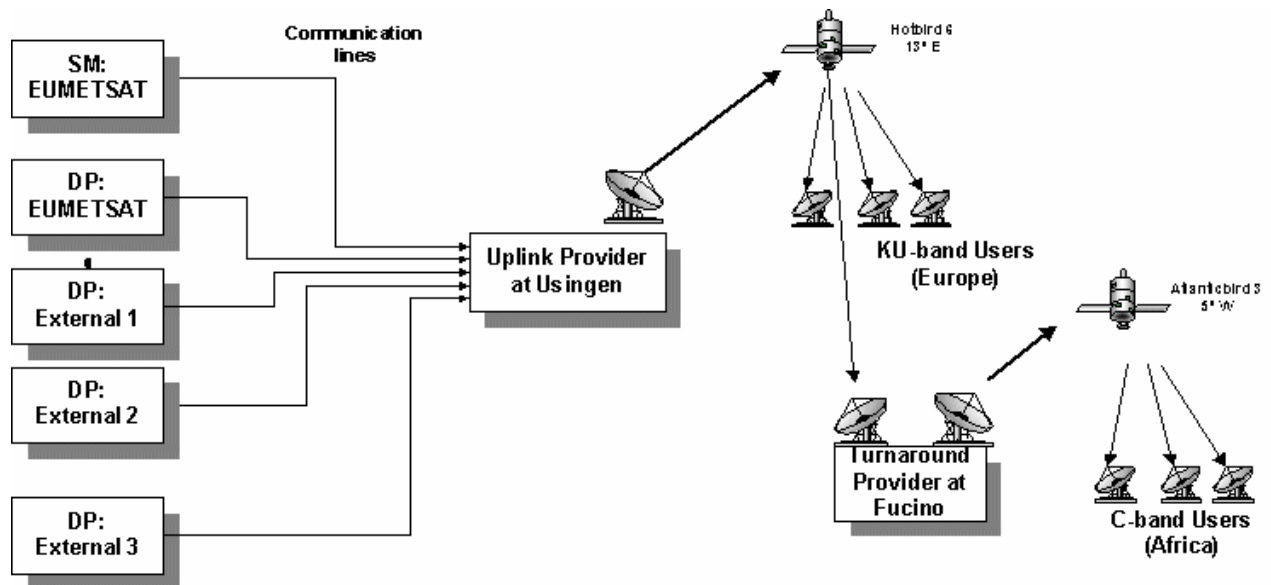 SM:
EUMETSAT
DP:
EUMETSAT
DP:
External 1
DP:
External 2
DP:
External 3
Communication
lines
Uplink Provider
at Usingen
Hotbird 6
13° E
KU-band Users
(Europe)
Turnaround
Provider at
Fucino
Atlanticbird 3
5° W
C-band Users
(Africa)